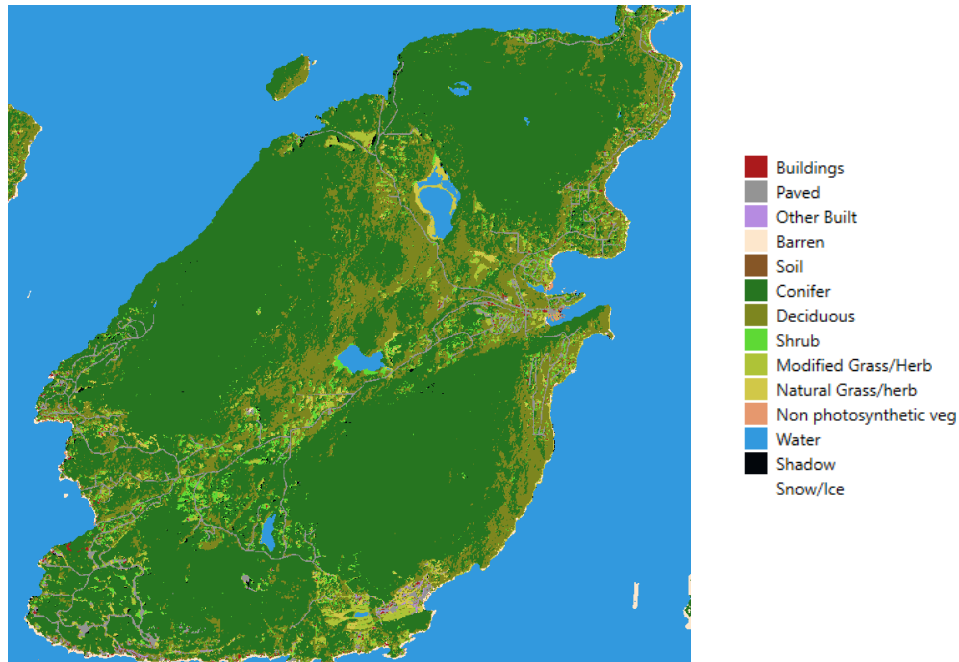 Buildings
Paved
Other Built
Barren
Soil
Conifer
Deciduous
Shrub
Modified Grass/Herb
Natural Grass/herb
Non photosynthetic veg
Water
Shadow
Snow/Ice